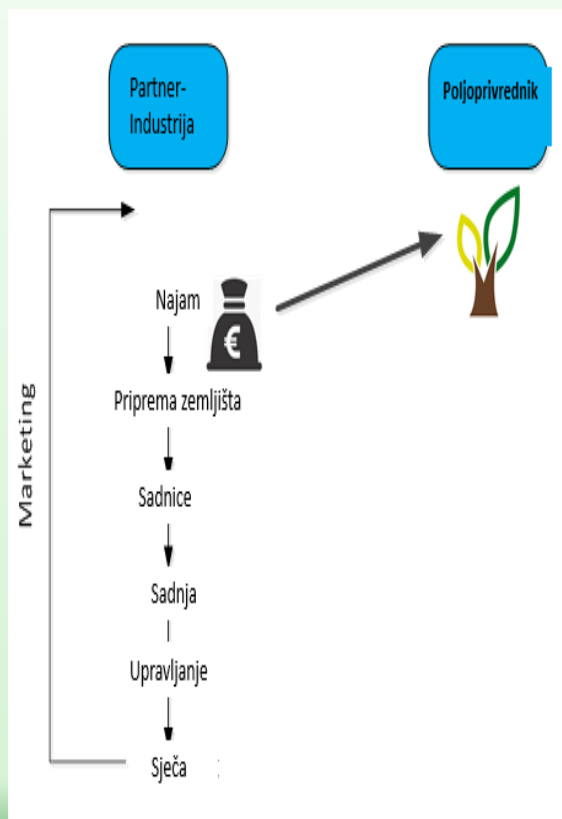 Partner-
Industrija
Poljoprivrednik
Najam
€
Priprema zemljišta
Marketing
Sadnice
Sadnja
Upravljanje
Sječa :